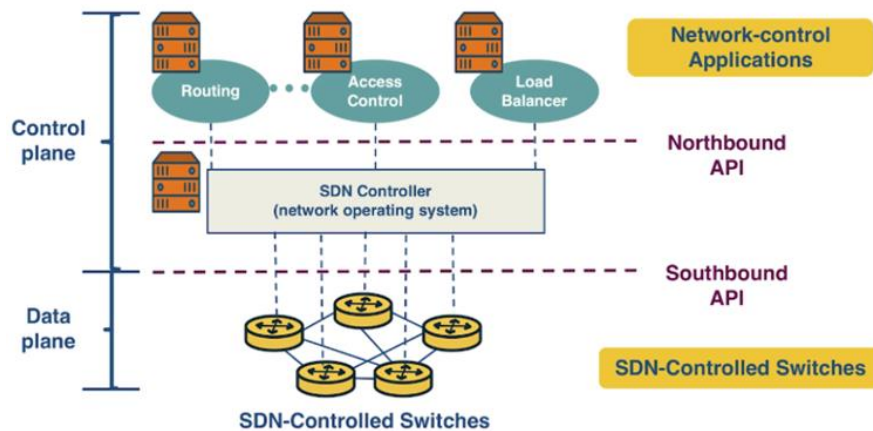 Network-control
Applications
Routing
Access
Control
Load
Balancer
Control
plane
Northbound
API
SDN Controller
(network operating system)
Southbound
API
Data
plane
SDN-Controlled Switches
SDN-Controlled Switches